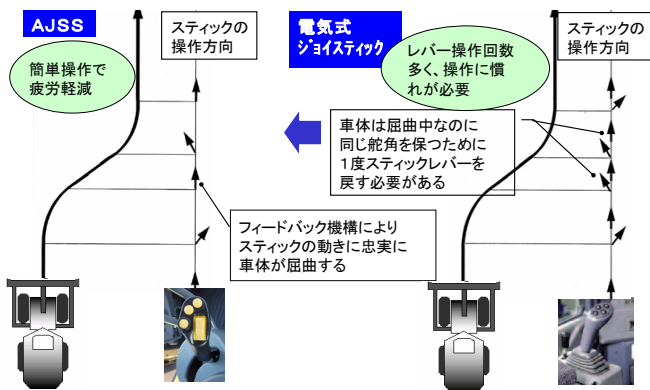 AJSS
簡単操作で
疲労軽減
スティックの
操作方向
フィードバック機構により
スティックの動きに忠実に
車体が屈曲する
電気式
ジョイスティック
レバー操作回数
多く、操作に慣
れが必要
スティックの
操作方向
車体は屈曲中なのに
同じ舵角を保つために
1度スティックレバーを
戻す必要がある